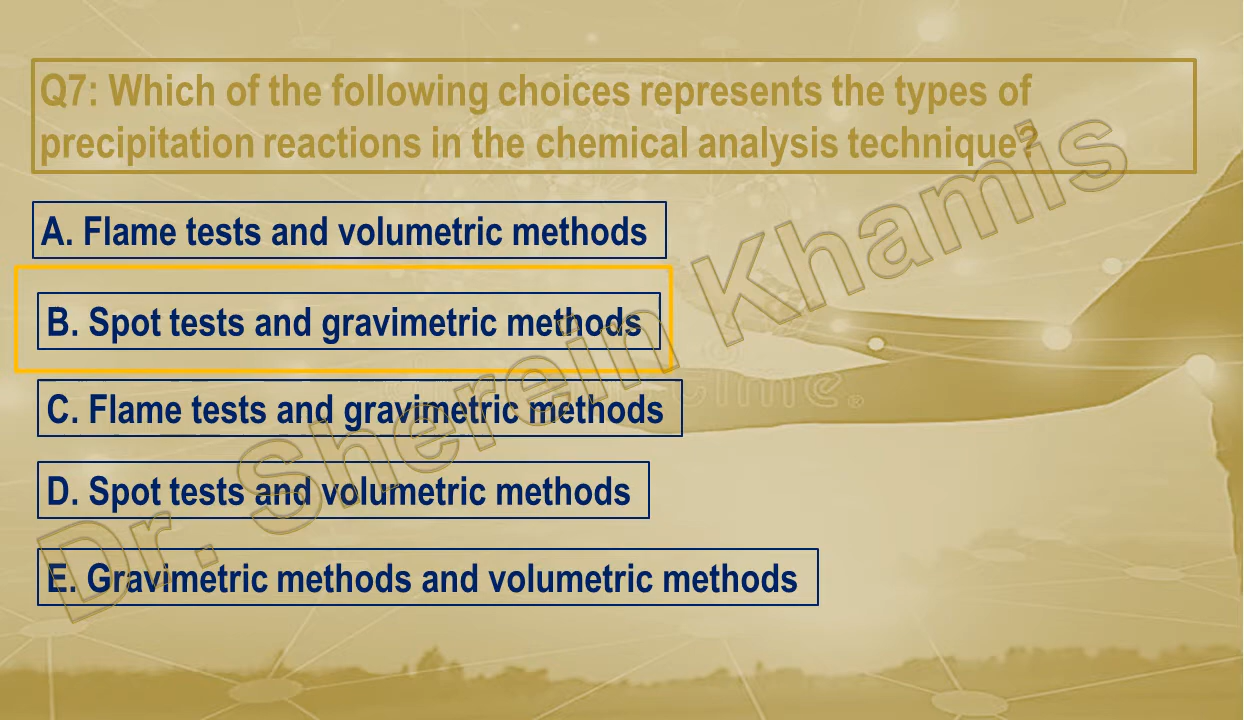 Q7: Which of the following choices represents the types of
precipitation reactions in the chemical analysis technique?
A. Flame tests and volumetric methods
B. Spot tests and gravimetric methods
C. Flame tests and gravimetric methods
D. Spot tests and volumetric methods
E. Gravimetric methods and volumetric methods
Dr. Sherein Khamis